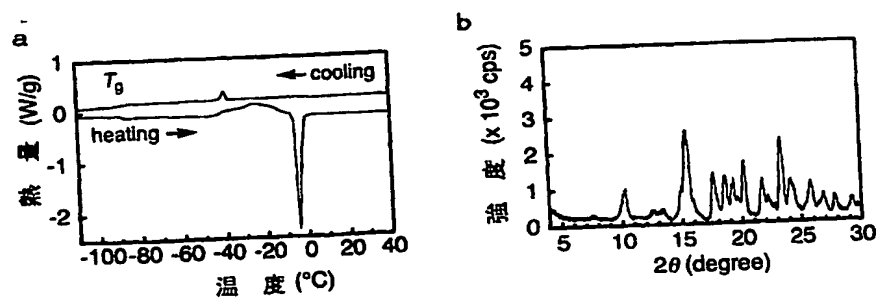 a
1
0
-1
-2
熱 量 (W/g)
Tg
← cooling
heating →
-100 -80 -60 -40 -20 0 20 40
温 度 (°C)
b
5
4
3
2
1
0
強 度 (x 10³ cps)
5 10 15 20 25 30
2θ (degree)